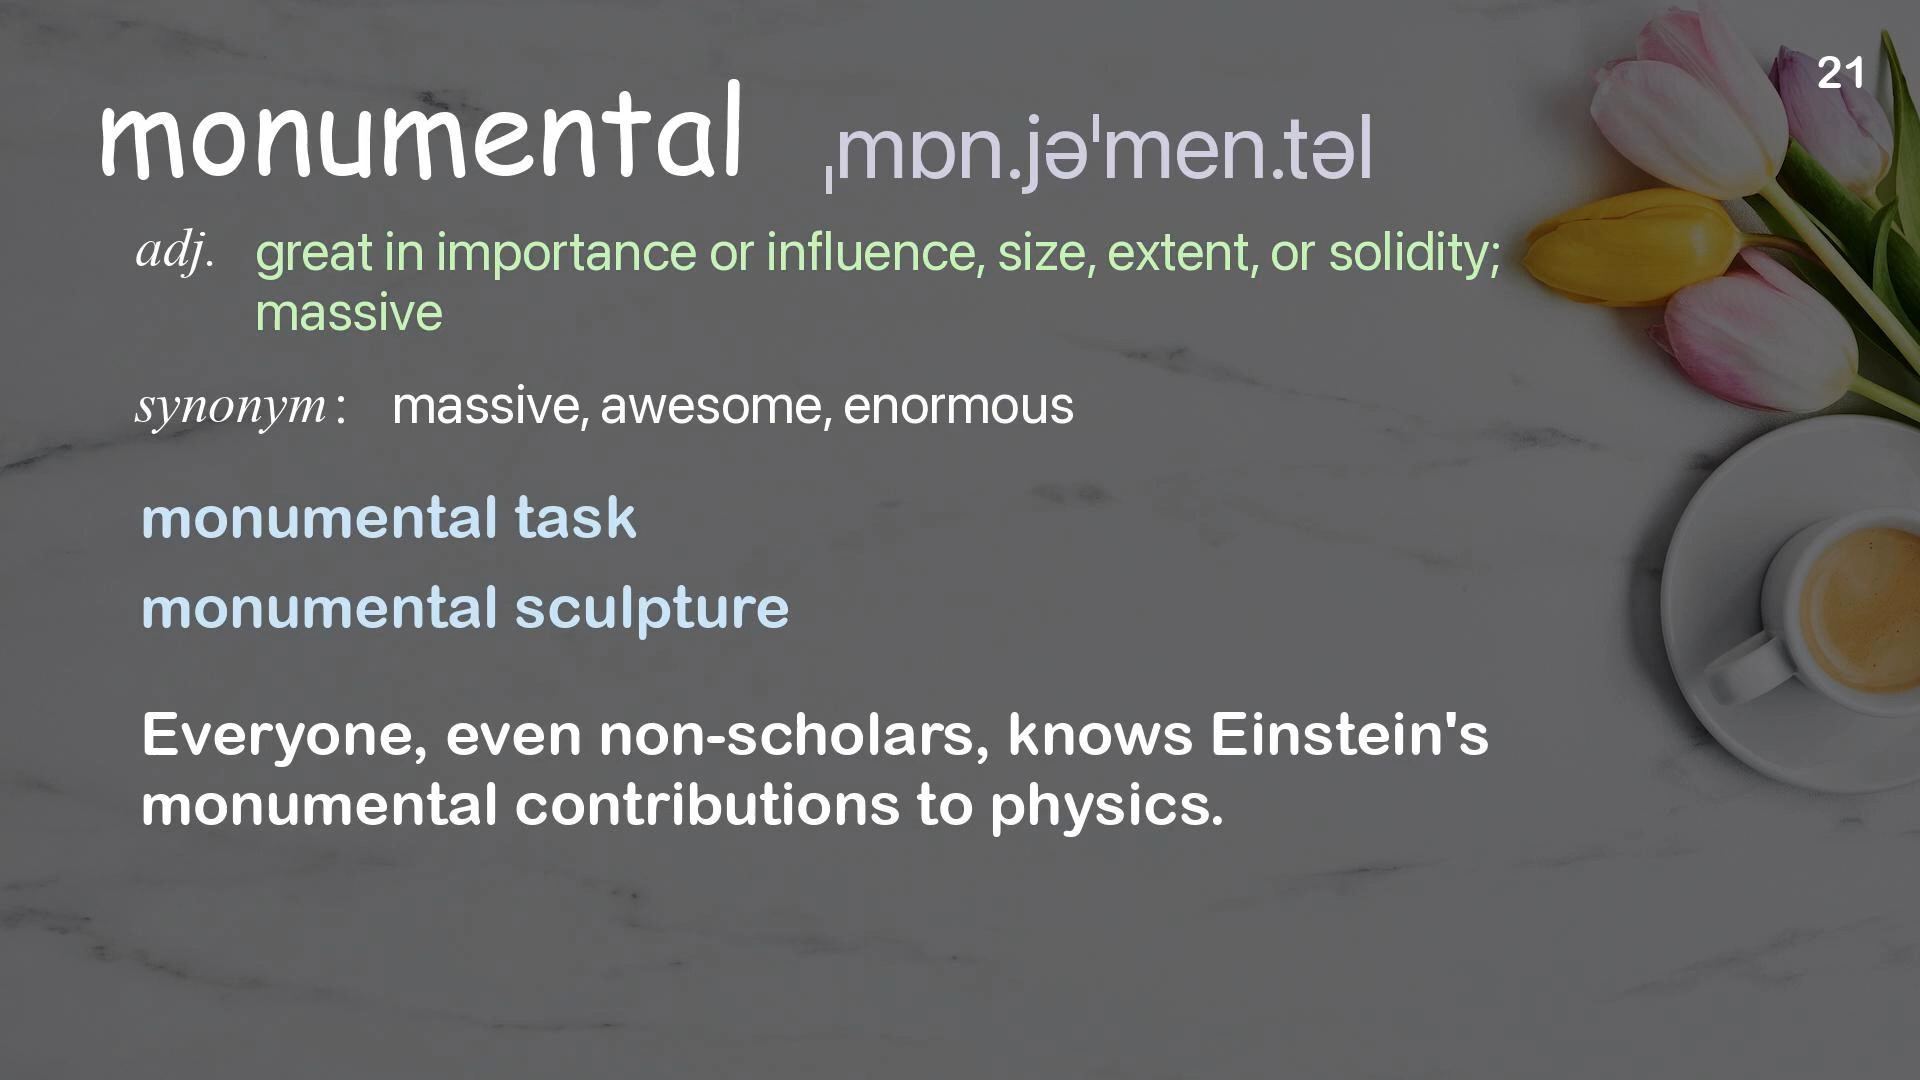 21
monumental ˌmɒn.jəˈmen.təl
adj. great in importance or influence, size, extent, or solidity;
massive
synonym: massive, awesome, enormous
monumental task
monumental sculpture
Everyone, even non-scholars, knows Einstein's
monumental contributions to physics.